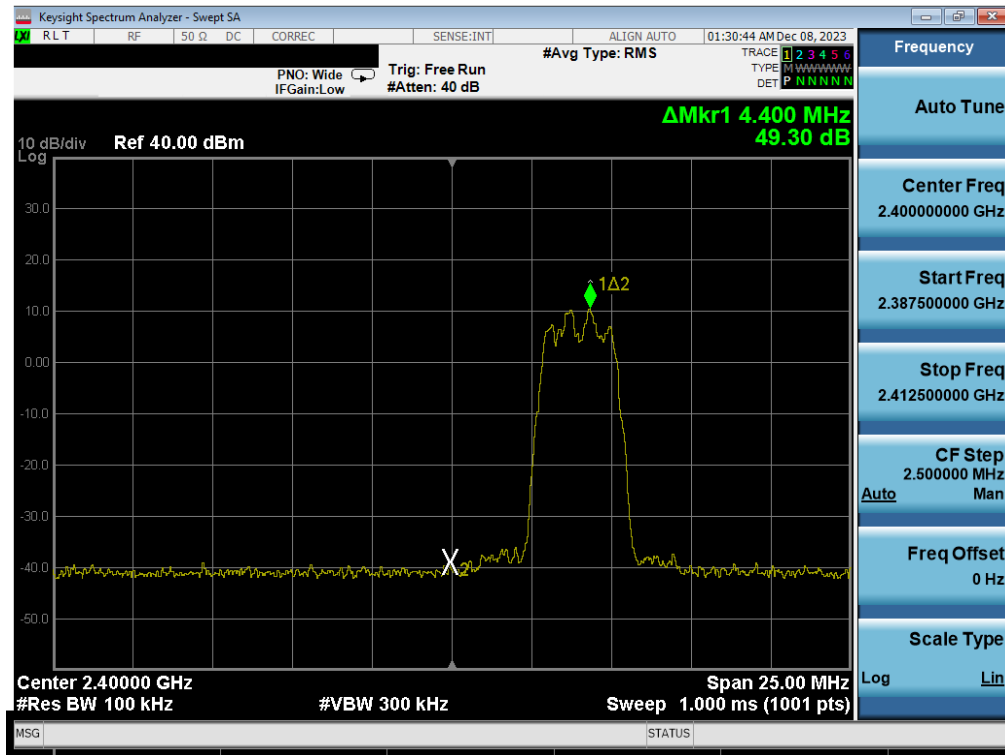 Keysight Spectrum Analyzer - Swept SA
LXI RLT RF 50 Ω DC CORREC SENSE:INT ALIGN AUTO 01:30:44 AM Dec 08, 2023
PNO: Wide
IFGain:Low
Trig: Free Run
#Atten: 40 dB
#Avg Type: RMS
TRACE 1 2 3 4 5 6
TYPE M W W W W W
DET P N N N N N
ΔMkr1 4.400 MHz
49.30 dB
10 dB/div
Log
Ref 40.00 dBm
30.0
20.0
10.0
0.00
-10.0
-20.0
-30.0
-40.0
-50.0
1Δ2
X2
Center 2.40000 GHz
#Res BW 100 kHz
#VBW 300 kHz
Span 25.00 MHz
Sweep 1.000 ms (1001 pts)
MSG
STATUS
Frequency
Auto Tune
Center Freq
2.400000000 GHz
Start Freq
2.387500000 GHz
Stop Freq
2.412500000 GHz
CF Step
2.500000 MHz
Auto Man
Freq Offset
0 Hz
Scale Type
Log Lin